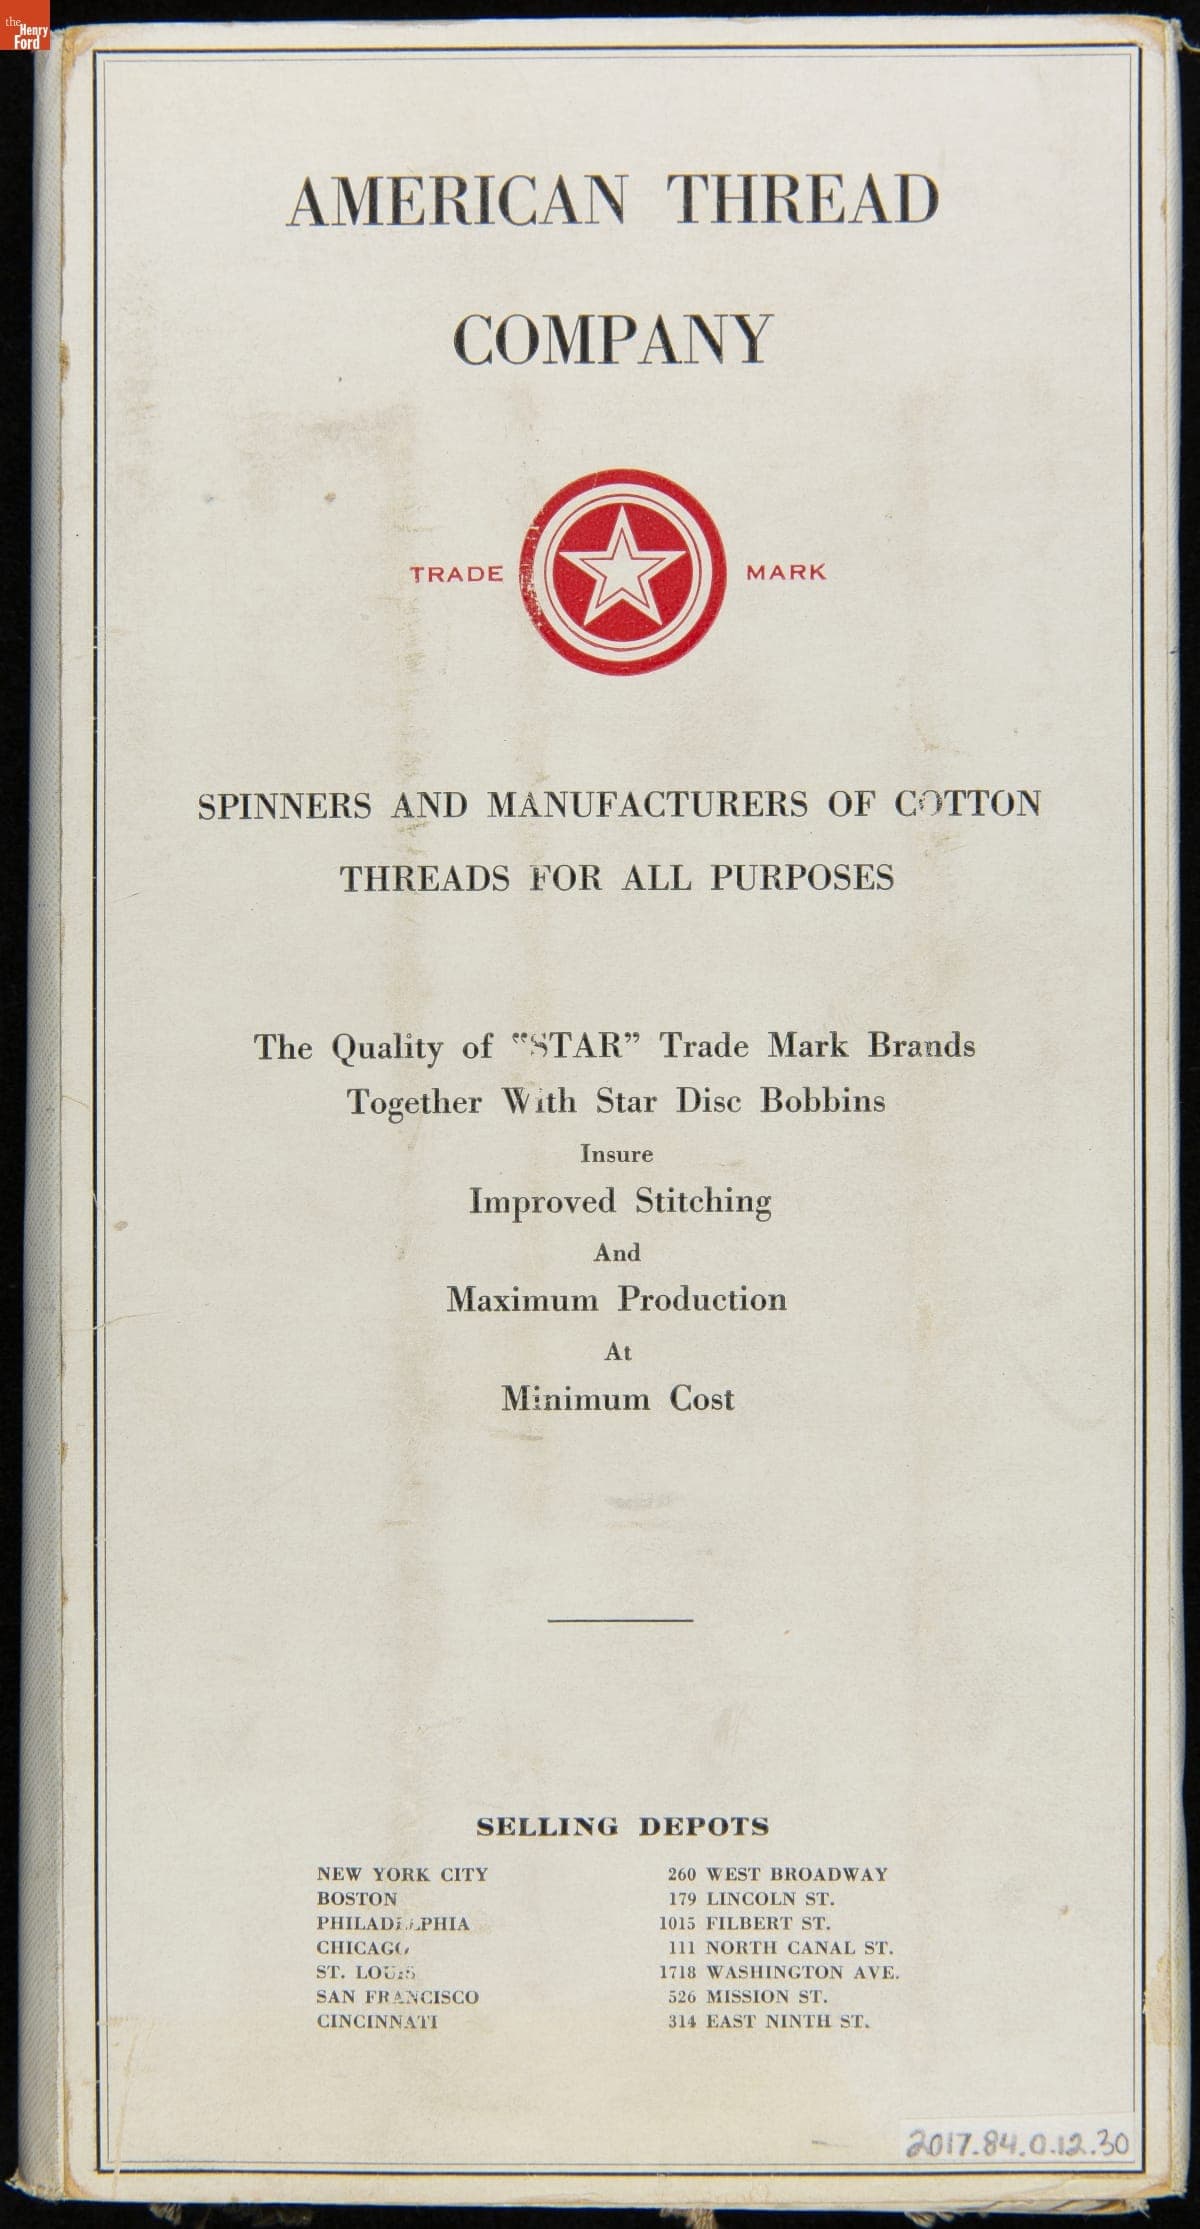 the
Henry
Ford
AMERICAN THREAD
COMPANY
TRADE MARK
SPINNERS AND MANUFACTURERS OF COTTON
THREADS FOR ALL PURPOSES
The Quality of "STAR" Trade Mark Brands
Together With Star Disc Bobbins
Insure
Improved Stitching
And
Maximum Production
At
Minimum Cost
SELLING DEPOTS
NEW YORK CITY 260 WEST BROADWAY
BOSTON 179 LINCOLN ST.
PHILADELPHIA 1015 FILBERT ST.
CHICAGO 111 NORTH CANAL ST.
ST. LOUIS 1718 WASHINGTON AVE.
SAN FRANCISCO 526 MISSION ST.
CINCINNATI 314 EAST NINTH ST.
2017.84.0.12.30